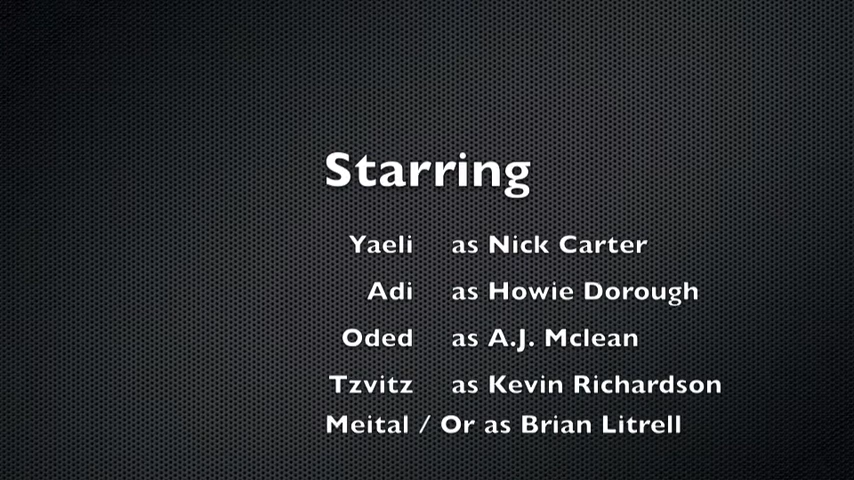 Starring
Yaeli as Nick Carter
Adi as Howie Dorough
Oded as A.J. Mclean
Tzvitz as Kevin Richardson
Meital / Or as Brian Litrell